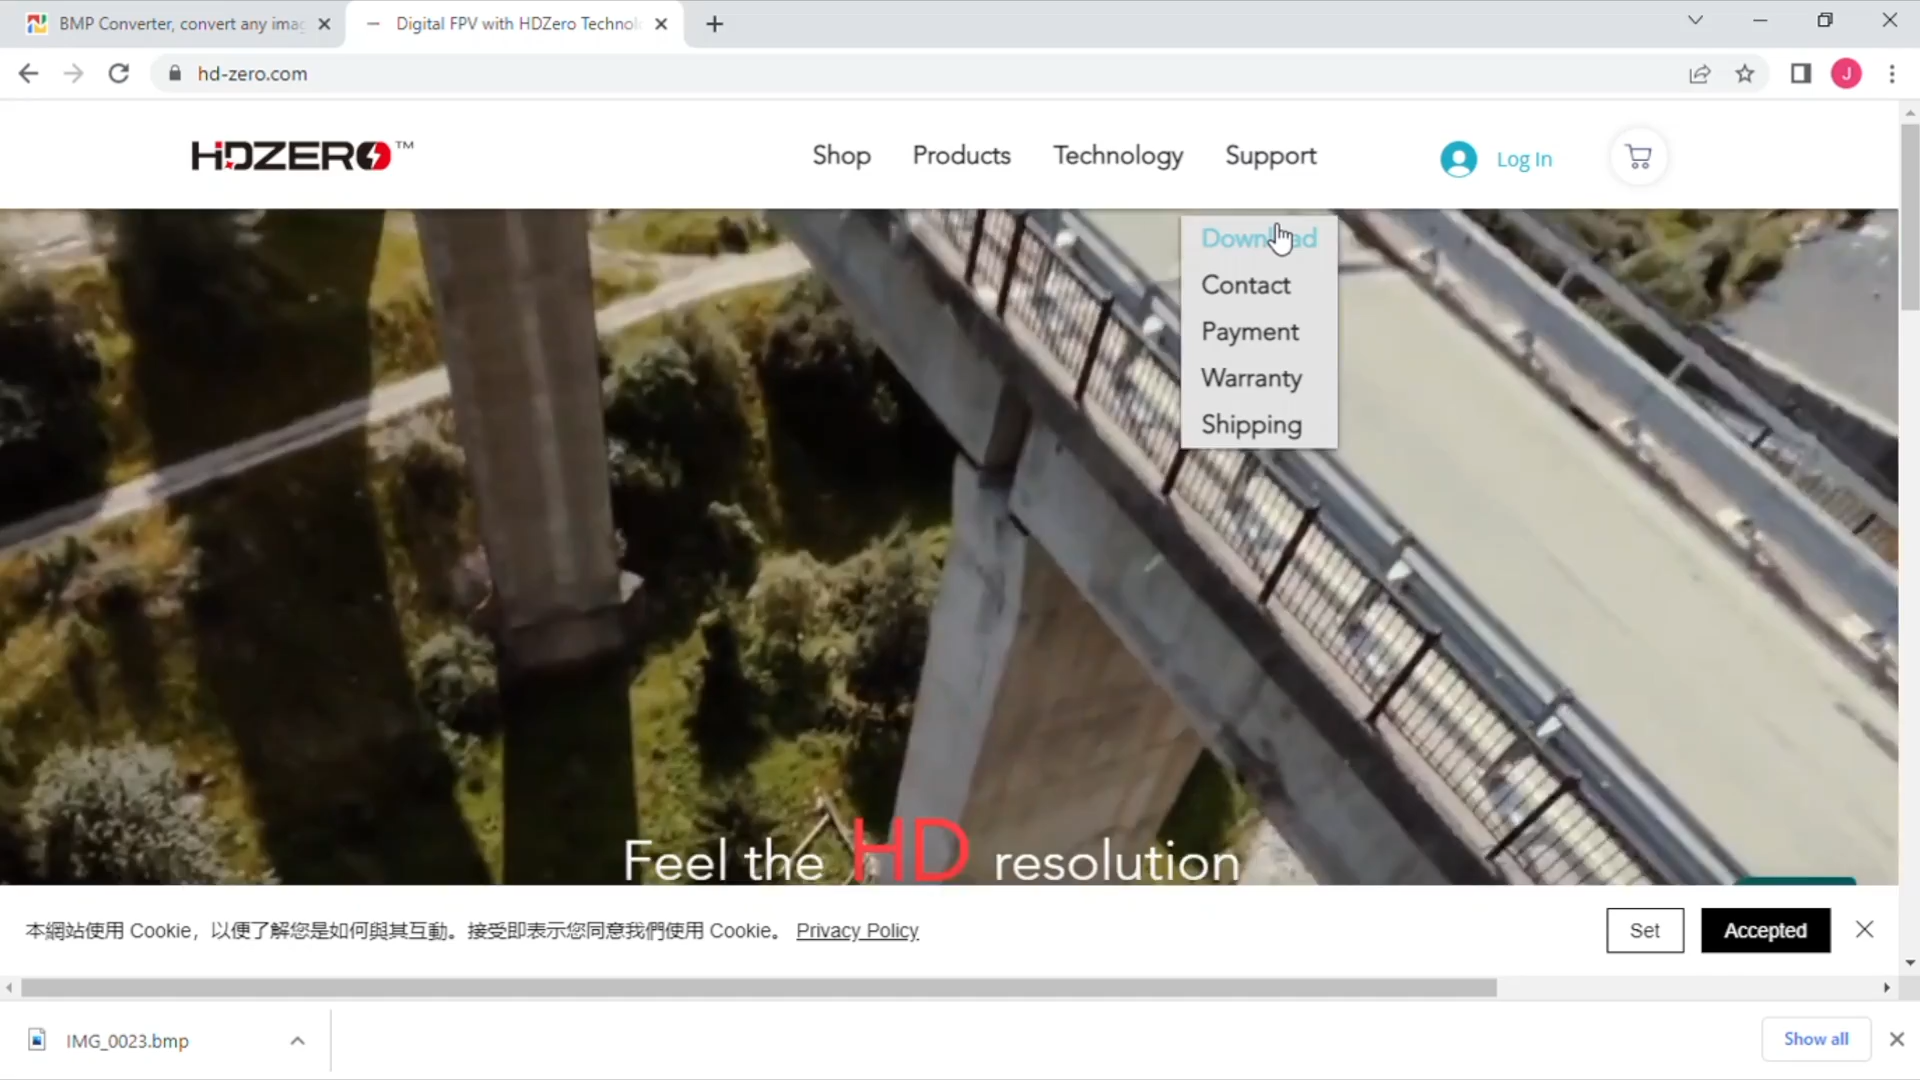 BMP Converter, convert any imag
Digital FPV with HDZero Technol
hd-zero.com
J
HDZERO™
Shop
Products
Technology
Support
Log In
Download
Contact
Payment
Warranty
Shipping
Feel the HD resolution
本網站使用 Cookie，以便了解您是如何與其互動。接受即表示您同意我們使用 Cookie。 Privacy Policy
Set
Accepted
IMG_0023.bmp
Show all